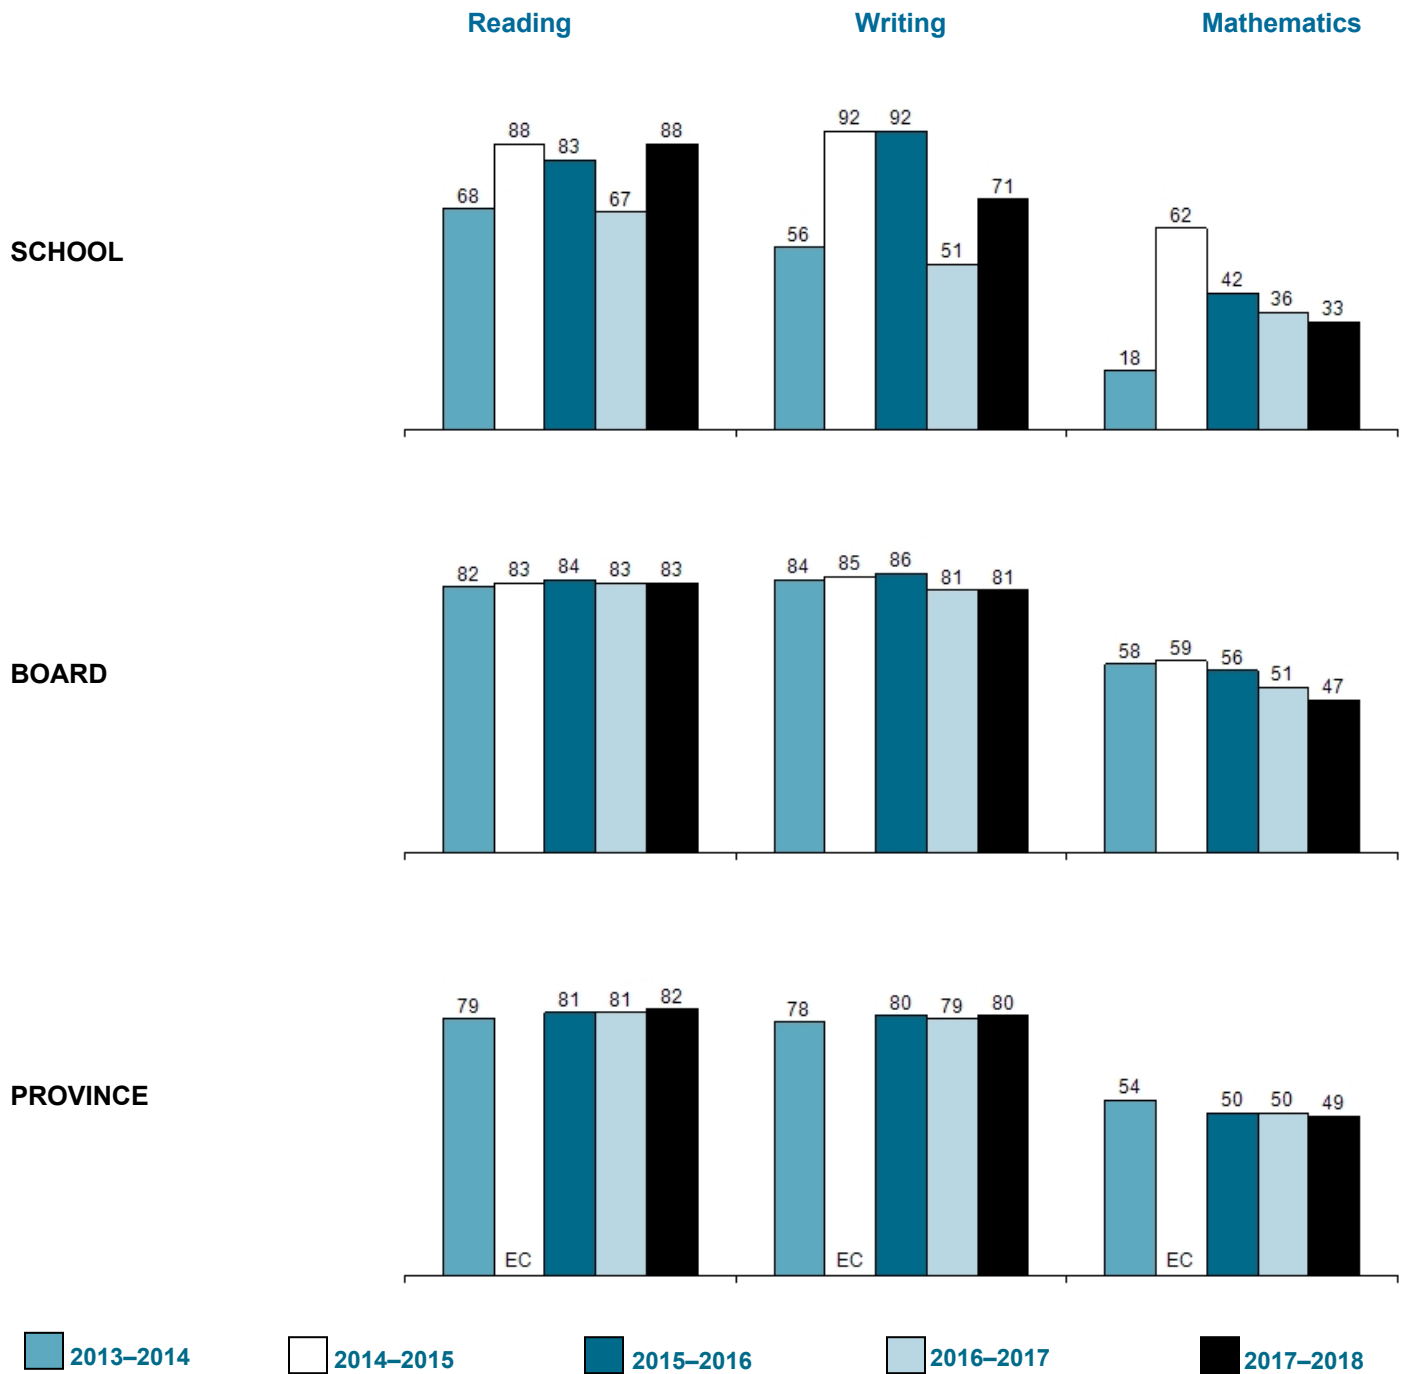 Reading Writing Mathematics
SCHOOL
68 88 83 67 88
56 92 92 51 71
18 62 42 36 33
BOARD
82 83 84 83 83
84 85 86 81 81
58 59 56 51 47
PROVINCE
79 EC 81 81 82
78 EC 80 79 80
54 EC 50 50 49
2013–2014 2014–2015 2015–2016 2016–2017 2017–2018